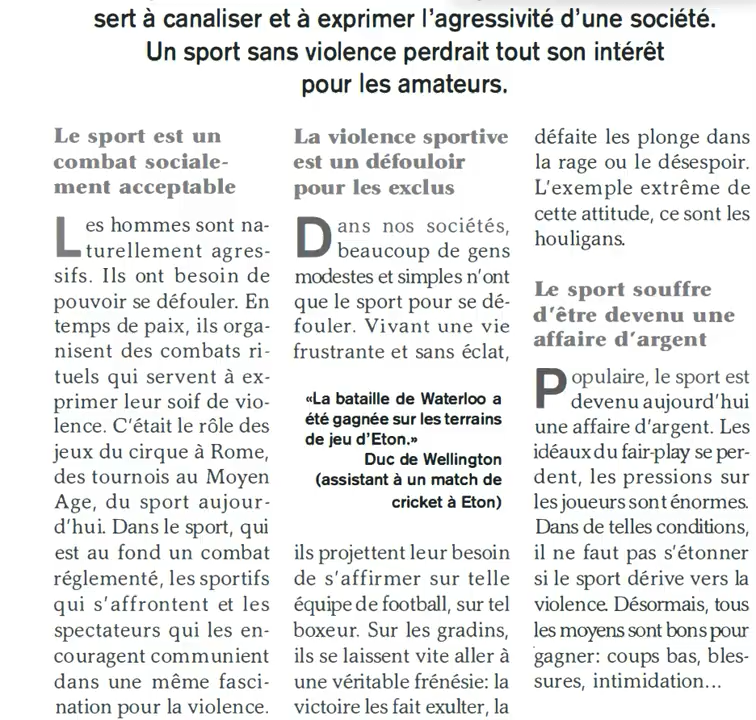 sert à canaliser et à exprimer l'agressivité d'une société.
Un sport sans violence perdrait tout son intérêt
pour les amateurs.
Le sport est un
combat sociale-
ment acceptable
Les hommes sont na-
turellement agres-
sifs. Ils ont besoin de
pouvoir se défouler. En
temps de paix, ils orga-
nisent des combats ri-
tuels qui servent à ex-
primer leur soif de vio-
lence. C'était le rôle des
jeux du cirque à Rome,
des tournois au Moyen
Age, du sport aujour-
d'hui. Dans le sport, qui
est au fond un combat
réglementé, les sportifs
qui s'affrontent et les
spectateurs qui les en-
couragent communient
dans une même fasci-
nation pour la violence.
La violence sportive
est un défouloir
pour les exclus
Dans nos sociétés,
beaucoup de gens
modestes et simples n'ont
que le sport pour se dé-
fouler. Vivant une vie
frustrante et sans éclat,
«La bataille de Waterloo a
été gagnée sur les terrains
de jeu d'Eton.»
Duc de Wellington
(assistant à un match de
cricket à Eton)
ils projettent leur besoin
de s'affirmer sur telle
équipe de football, sur tel
boxeur. Sur les gradins,
ils se laissent vite aller à
une véritable frénésie: la
victoire les fait exulter, la
défaite les plonge dans
la rage ou le désespoir.
L'exemple extrême de
cette attitude, ce sont les
houligans.
Le sport souffre
d'être devenu une
affaire d'argent
Populaire, le sport est
devenu aujourd'hui
une affaire d'argent. Les
idéaux du fair-play se per-
dent, les pressions sur
les joueurs sont énormes.
Dans de telles conditions,
il ne faut pas s'étonner
si le sport dérive vers la
violence. Désormais, tous
les moyens sont bons pour
gagner: coups bas, bles-
sures, intimidation...